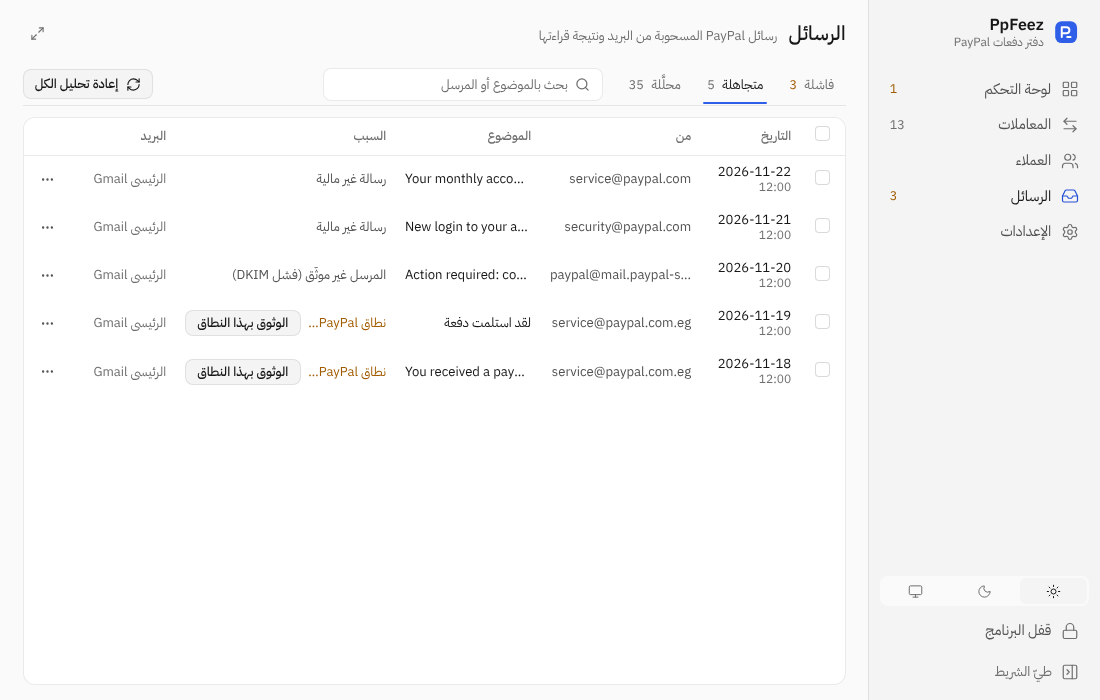 PpFeez
دفتر دفعات PayPal
لوحة التحكم 1
المعاملات 13
العملاء
الرسائل 3
الإعدادات
قفل البرنامج
طيّ الشريط
الرسائل رسائل PayPal المسحوبة من البريد ونتيجة قراءتها
فاشلة 3 متجاهلة 5 محلَّلة 35 بحث بالموضوع أو المرسل إعادة تحليل الكل
التاريخ من الموضوع السبب البريد
2026-11-22 service@paypal.com Your monthly acco... رسالة غير مالية Gmail الرئيسي
12:00
2026-11-21 security@paypal.com New login to your a... رسالة غير مالية Gmail الرئيسي
12:00
2026-11-20 paypal@mail.paypal-s... Action required: co... المرسل غير موثّق (فشل DKIM) Gmail الرئيسي
12:00
2026-11-19 service@paypal.com.eg لقد استلمت دفعة نطاق PayPal... الوثوق بهذا النطاق Gmail الرئيسي
12:00
2026-11-18 service@paypal.com.eg You received a pay... نطاق PayPal... الوثوق بهذا النطاق Gmail الرئيسي
12:00